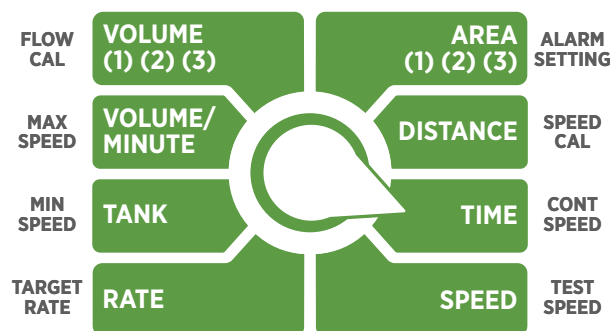 FLOW
CAL
VOLUME
(1) (2) (3)
AREA
(1) (2) (3)
ALARM
SETTING
MAX
SPEED
VOLUME/
MINUTE
DISTANCE
SPEED
CAL
MIN
SPEED
TANK
TIME
CONT
SPEED
TARGET
RATE
RATE
SPEED
TEST
SPEED